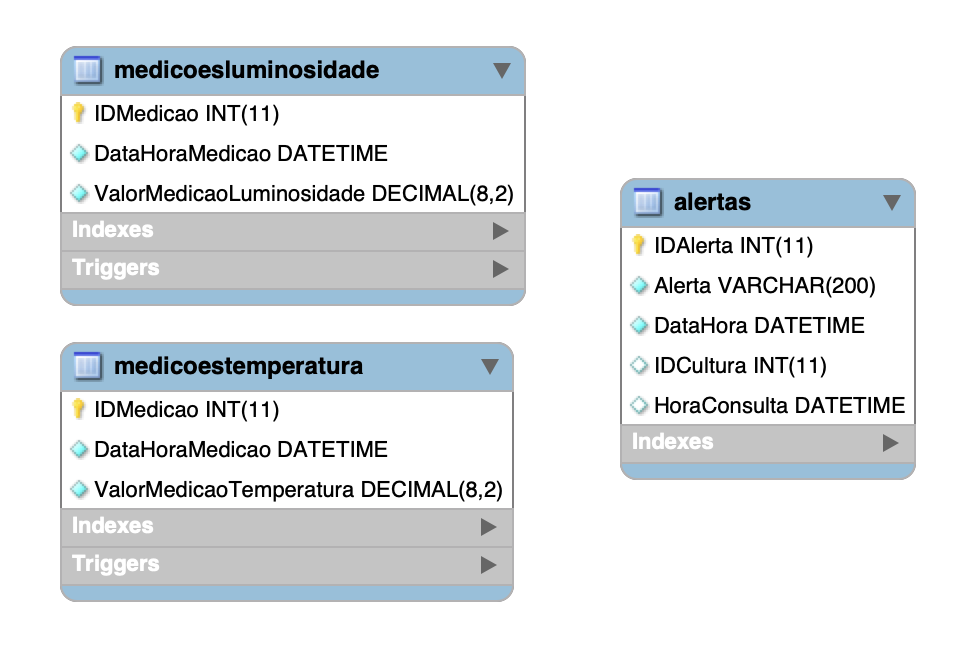 medicoesluminosidade
IDMedicao INT(11)
DataHoraMedicao DATETIME
ValorMedicaoLuminosidade DECIMAL(8,2)
Indexes
Triggers
medicoestemperatura
IDMedicao INT(11)
DataHoraMedicao DATETIME
ValorMedicaoTemperatura DECIMAL(8,2)
Indexes
Triggers
alertas
IDAlerta INT(11)
Alerta VARCHAR(200)
DataHora DATETIME
IDCultura INT(11)
HoraConsulta DATETIME
Indexes